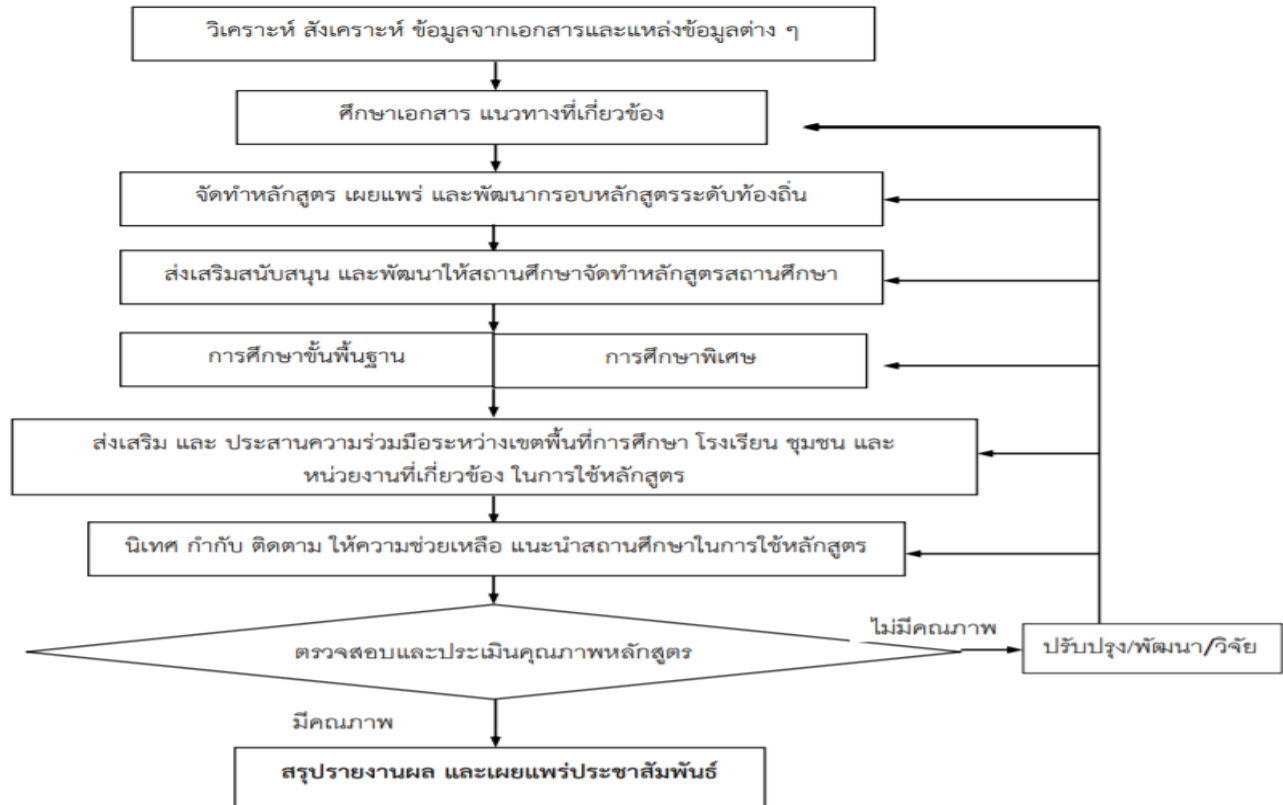 วิเคราะห์ สังเคราะห์ ข้อมูลจากเอกสารและแหล่งข้อมูลต่าง ๆ
ศึกษาเอกสาร แนวทางที่เกี่ยวข้อง
จัดทำหลักสูตร เผยแพร่ และพัฒนากรอบหลักสูตรระดับท้องถิ่น
ส่งเสริมสนับสนุน และพัฒนาให้สถานศึกษาจัดทำหลักสูตรสถานศึกษา
การศึกษาขั้นพื้นฐาน
การศึกษาพิเศษ
ส่งเสริม และ ประสานความร่วมมือระหว่างเขตพื้นที่การศึกษา โรงเรียน ชุมชน และ
หน่วยงานที่เกี่ยวข้อง ในการใช้หลักสูตร
นิเทศ กำกับ ติดตาม ให้ความช่วยเหลือ แนะนำสถานศึกษาในการใช้หลักสูตร
ตรวจสอบและประเมินคุณภาพหลักสูตร
ไม่มีคุณภาพ
ปรับปรุง/พัฒนา/วิจัย
มีคุณภาพ
สรุปรายงานผล และเผยแพร่ประชาสัมพันธ์